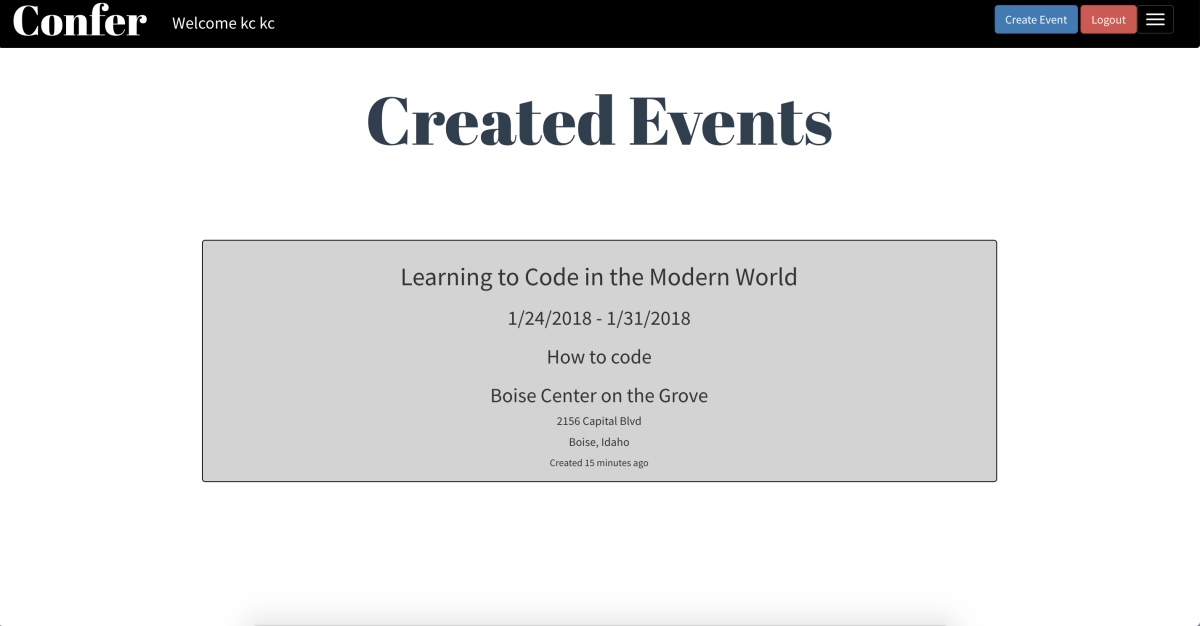 Confer
Welcome kc kc
Create Event
Logout
Created Events
Learning to Code in the Modern World
1/24/2018 - 1/31/2018
How to code
Boise Center on the Grove
2156 Capital Blvd
Boise, Idaho
Created 15 minutes ago